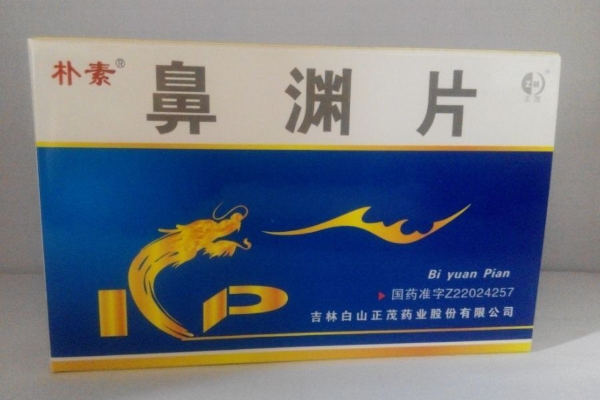 朴素®
鼻渊片
Bi yuan Pian
国药准字Z22024257
吉林白山正茂药业股份有限公司